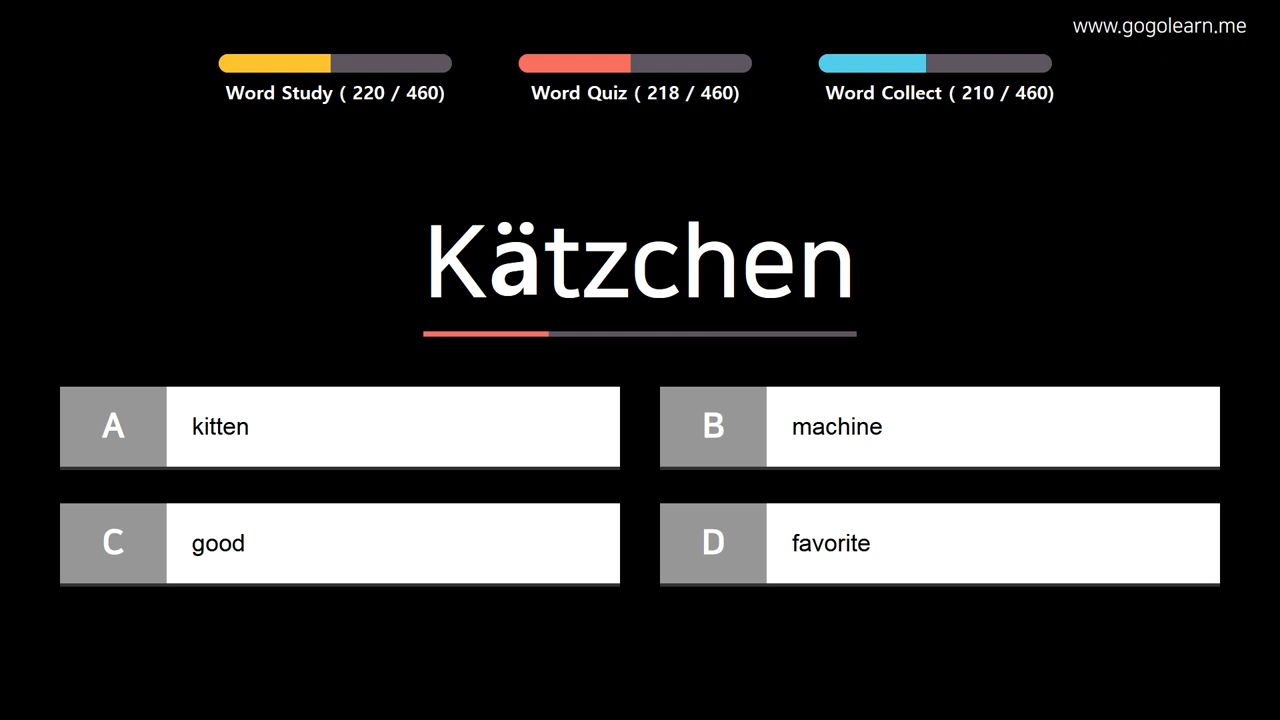 www.gogolearn.me
Word Study ( 220 / 460)
Word Quiz ( 218 / 460)
Word Collect ( 210 / 460)
Kätzchen
A kitten
B machine
C good
D favorite